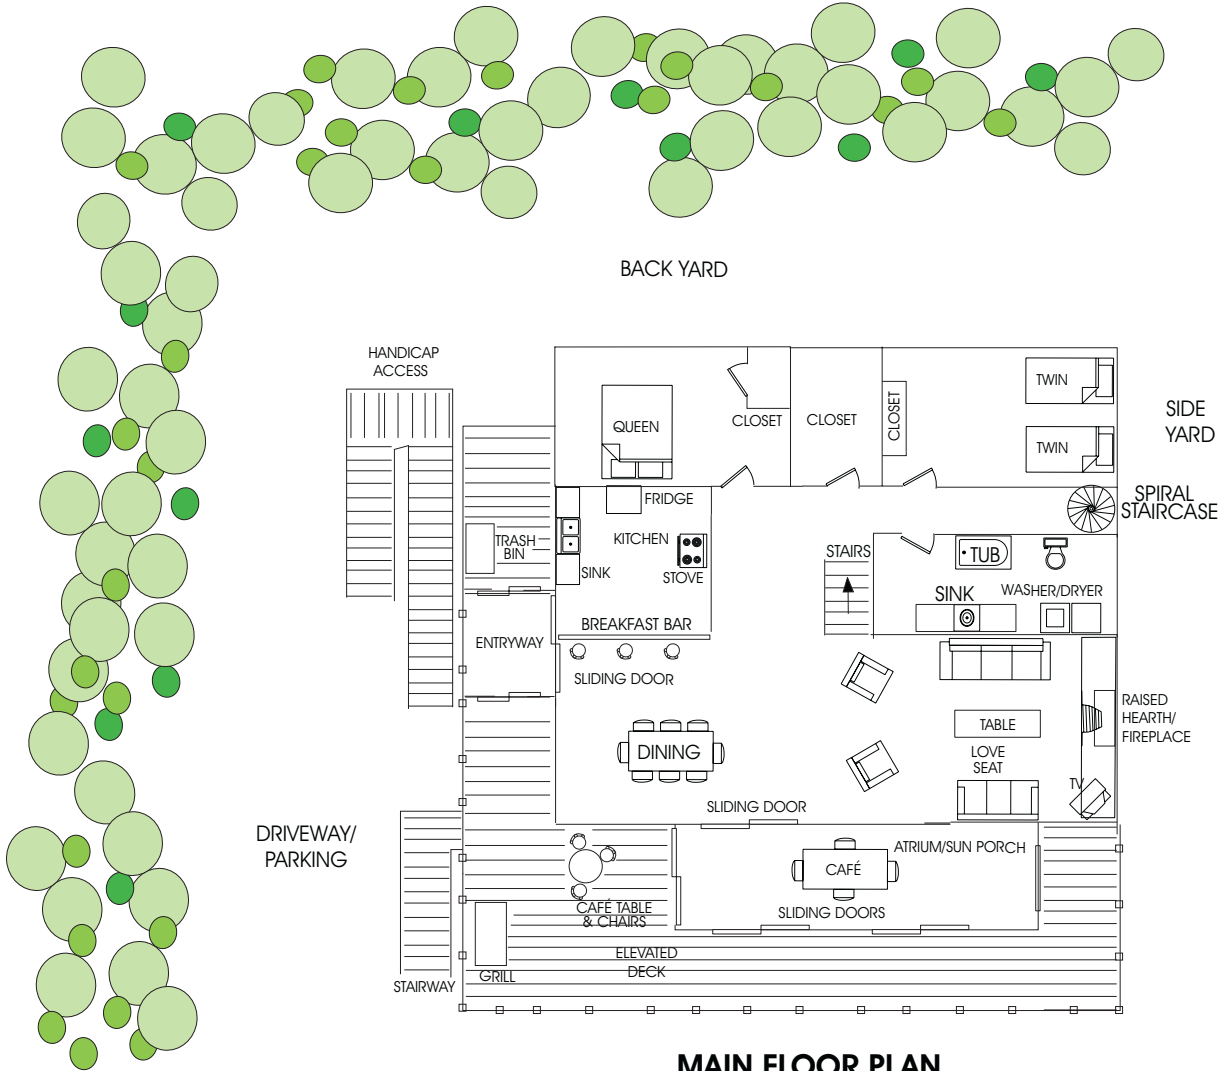 BACK YARD
HANDICAP
ACCESS
QUEEN
CLOSET
CLOSET
CLOSET
TWIN
TWIN
SIDE
YARD
FRIDGE
SPIRAL
STAIRCASE
TRASH
BIN
KITCHEN
STOVE
SINK
STAIRS
TUB
SINK
WASHER/DRYER
ENTRYWAY
BREAKFAST BAR
SLIDING DOOR
DINING
TABLE
LOVE
SEAT
RAISED
HEARTH/
FIREPLACE
TV
SLIDING DOOR
DRIVEWAY/
PARKING
ATRIUM/SUN PORCH
CAFÉ
SLIDING DOORS
CAFÉ TABLE
& CHAIRS
ELEVATED
DECK
GRILL
STAIRWAY
MAIN FLOOR PLAN